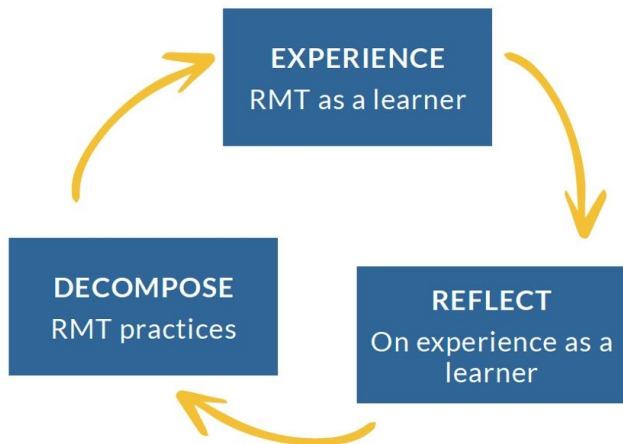 EXPERIENCE
RMT as a learner
DECOMPOSE
RMT practices
REFLECT
On experience as a
learner